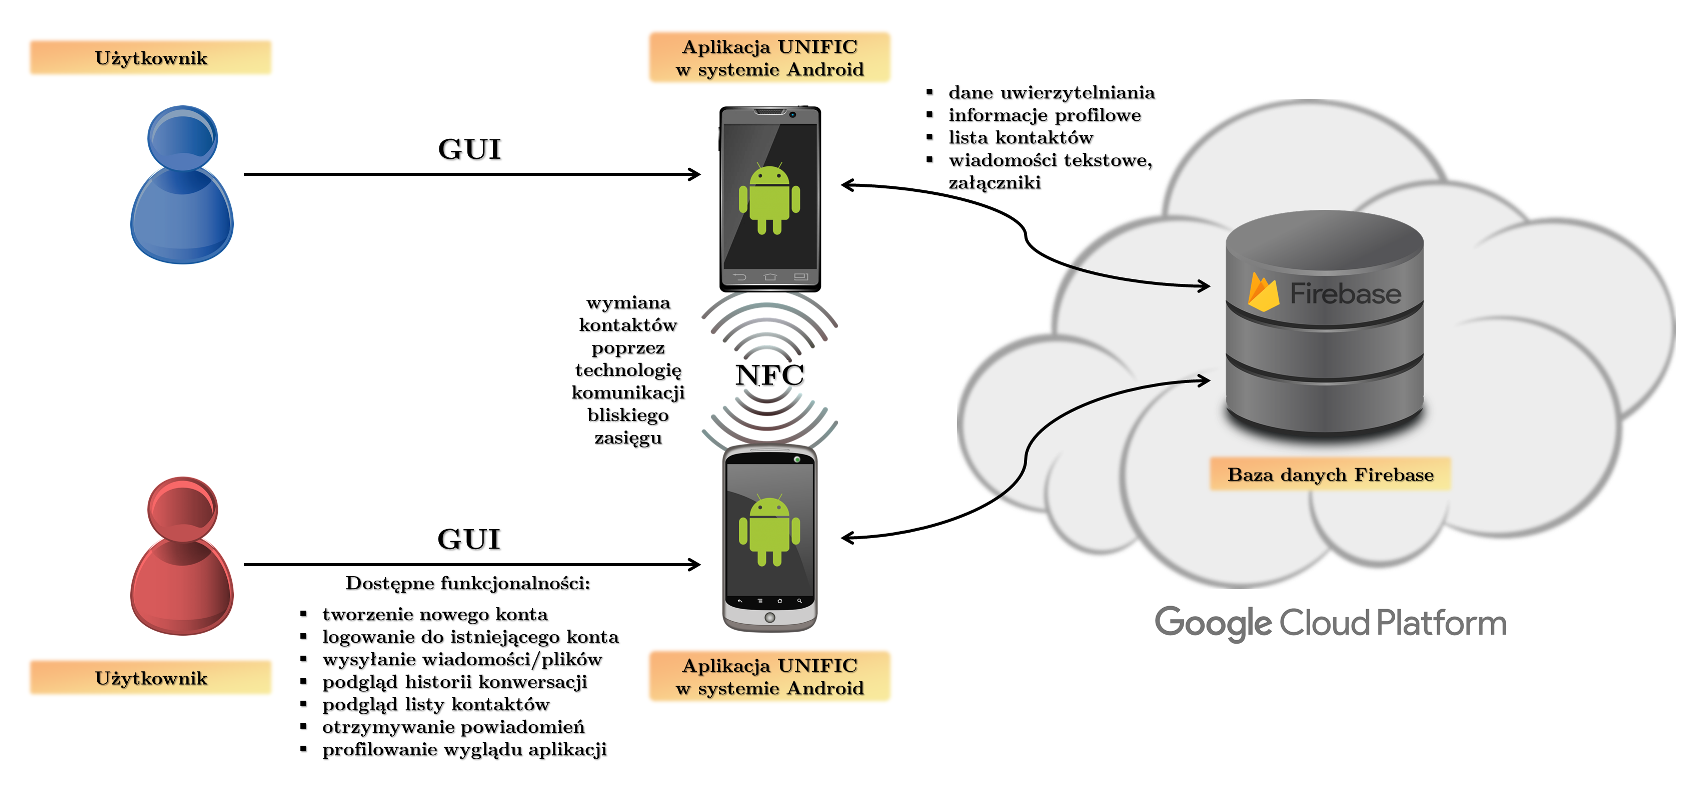 Użytkownik
Aplikacja UNIFIC
w systemie Android
GUI
▪ dane uwierzytelniania
▪ informacje profilowe
▪ lista kontaktów
▪ wiadomości tekstowe,
załączniki
Firebase
wymiana
kontaktów
poprzez
technologię
komunikacji
bliskiego
zasięgu
NFC
Baza danych Firebase
Google Cloud Platform
GUI
Dostępne funkcjonalności:
▪ tworzenie nowego konta
▪ logowanie do istniejącego konta
▪ wysyłanie wiadomości/plików
▪ podgląd historii konwersacji
▪ podgląd listy kontaktów
▪ otrzymywanie powiadomień
▪ profilowanie wyglądu aplikacji
Użytkownik
Aplikacja UNIFIC
w systemie Android